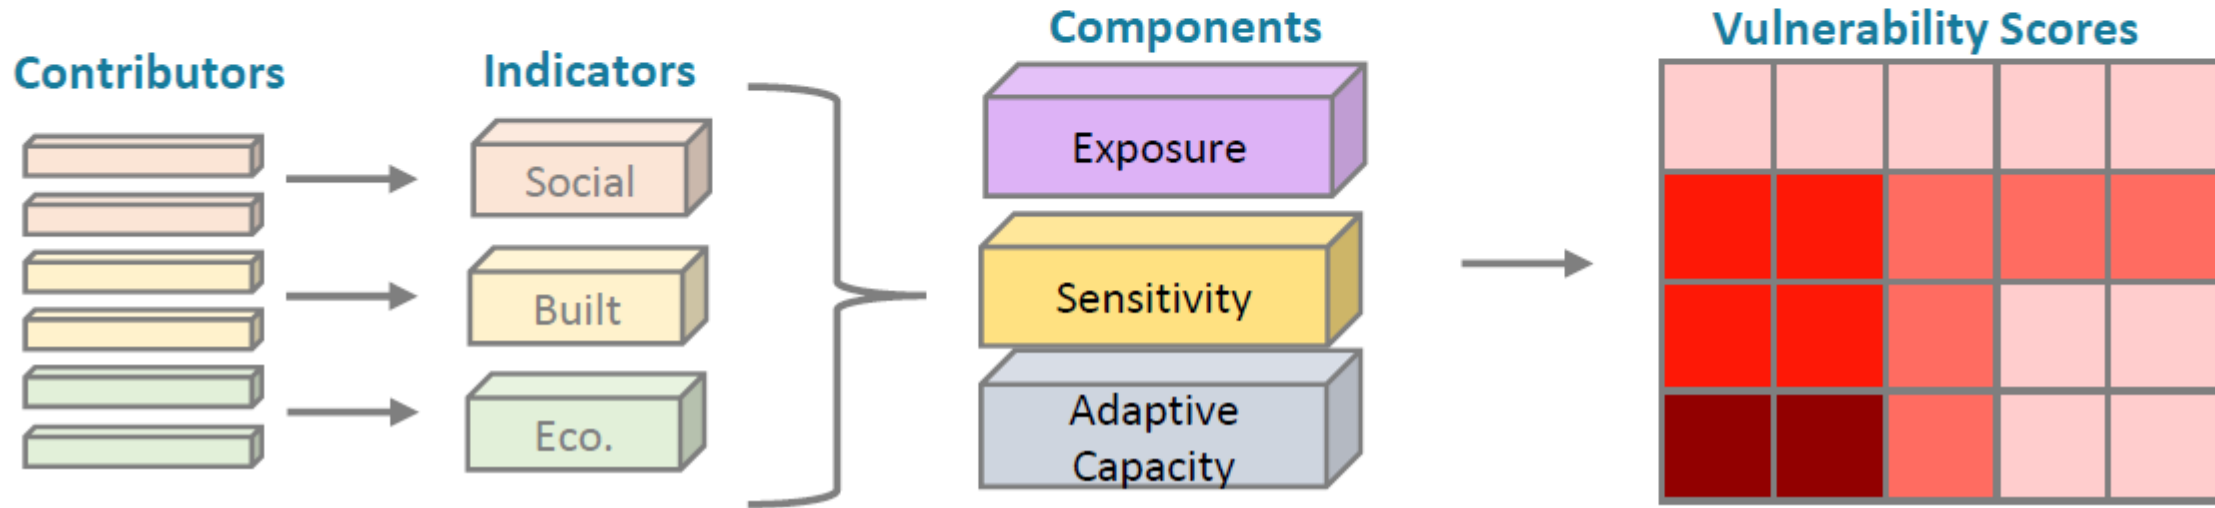 Contributors
Indicators
Components
Vulnerability Scores
Social
Built
Eco.
Exposure
Sensitivity
Adaptive
Capacity